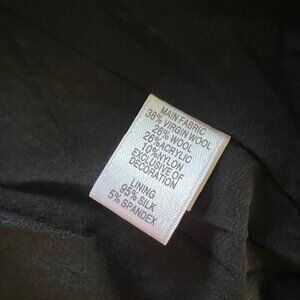 MAIN FABRIC
38% VIRGIN WOOL
26% WOOL
26% ACRYLIC
10% NYLON
EXCLUSIVE OF
DECORATION
LINING
95% SILK
5% SPANDEX